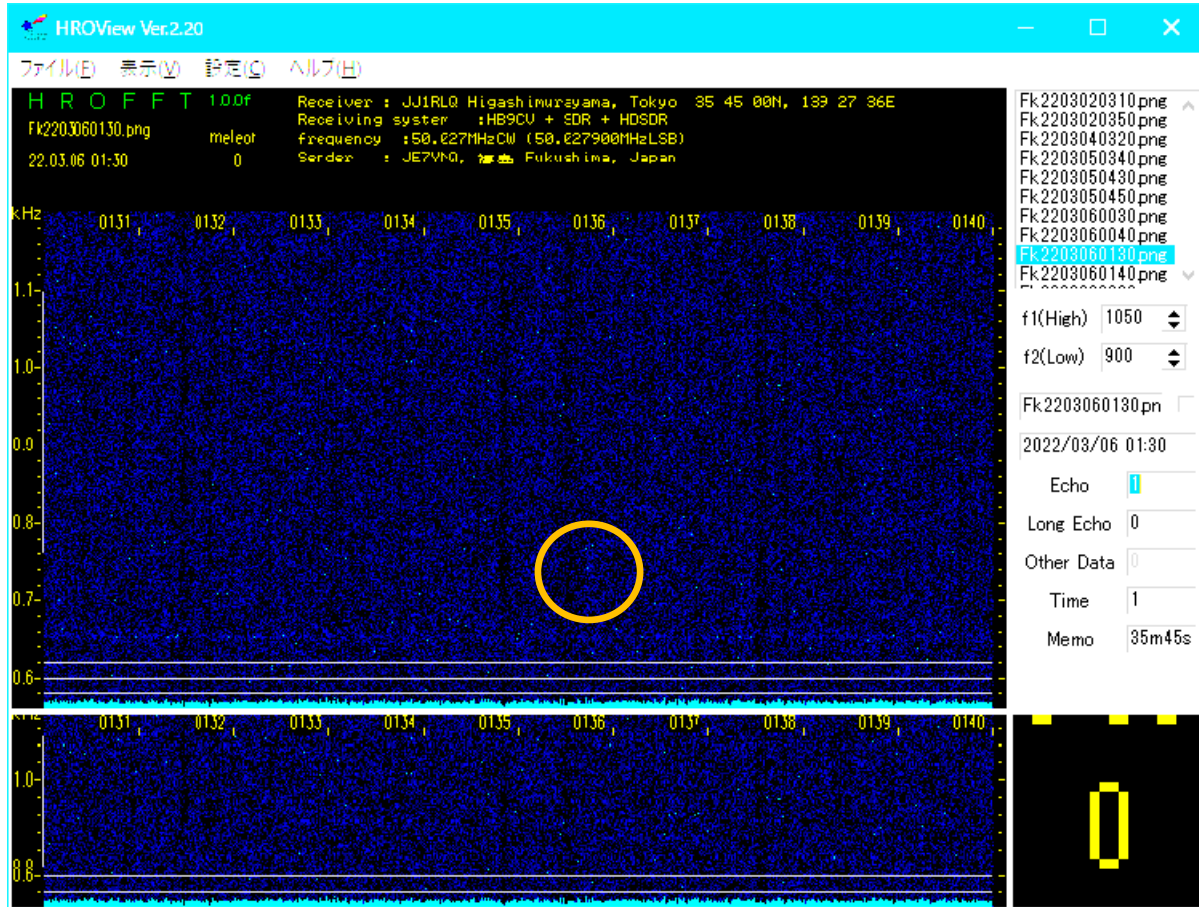 HROView Ver.2.20
ファイル(F) 表示(V) 設定(C) ヘルプ(H)
H R O F F T 1.0.0f
Fk2203060130.png
meteor
22.03.06 01:30 0
Receiver : JJ1RLQ Higashimurayama, Tokyo 35 45 00N, 139 27 36E
Receiving system :HB9CV + SDR + HDSDR
frequency :50.027MHzCW (50.027900MHzLSB)
Sender : JE7YNQ, Fukushima, Japan
kHz 0131 0132 0133 0134 0135 0136 0137 0138 0139 0140
1.1
1.0
0.9
0.8
0.7
0.6
kHz 0131 0132 0133 0134 0135 0136 0137 0138 0139 0140
1.0
0.6
Fk2203020310.png
Fk2203020350.png
Fk2203040320.png
Fk2203050340.png
Fk2203050430.png
Fk2203050450.png
Fk2203060030.png
Fk2203060040.png
Fk2203060130.png
Fk2203060140.png
f1(High) 1050
f2(Low) 900
Fk2203060130.pn
2022/03/06 01:30
Echo 1
Long Echo 0
Other Data 0
Time 1
Memo 35m45s
0